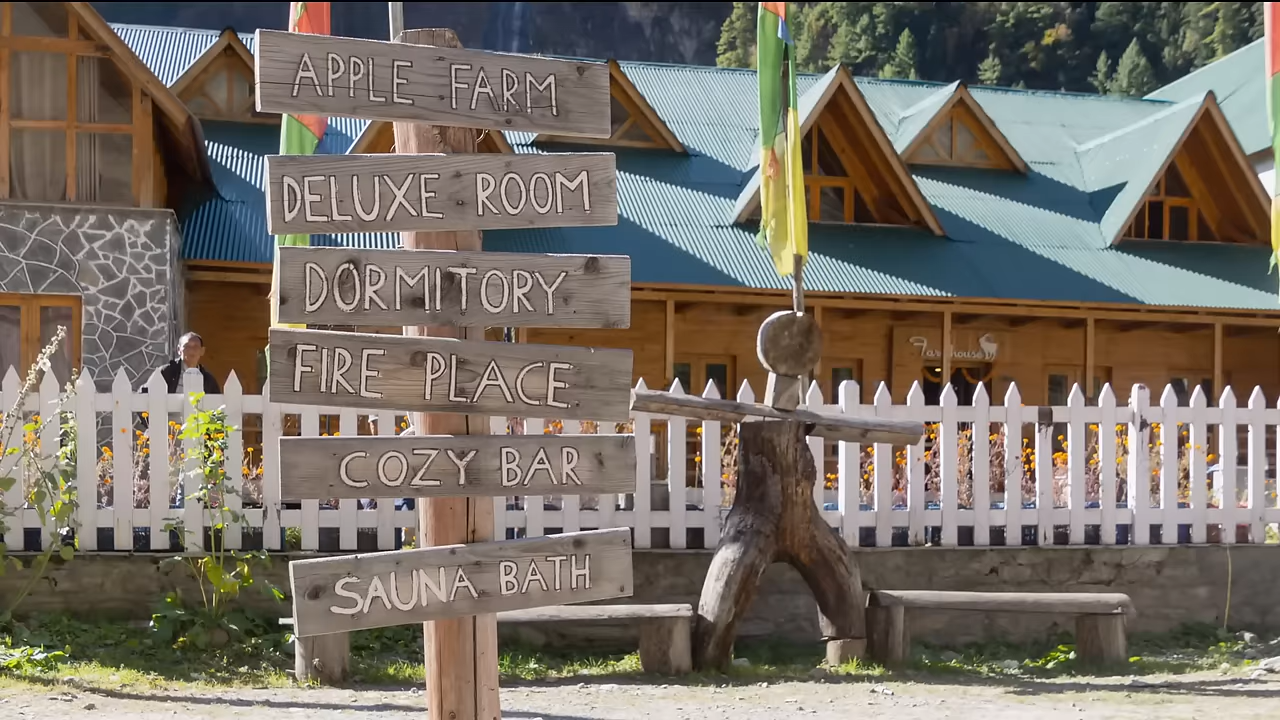 APPLE FARM
DELUXE ROOM
DORMITORY
FIRE PLACE
COZY BAR
SAUNA BATH
Farmhouse